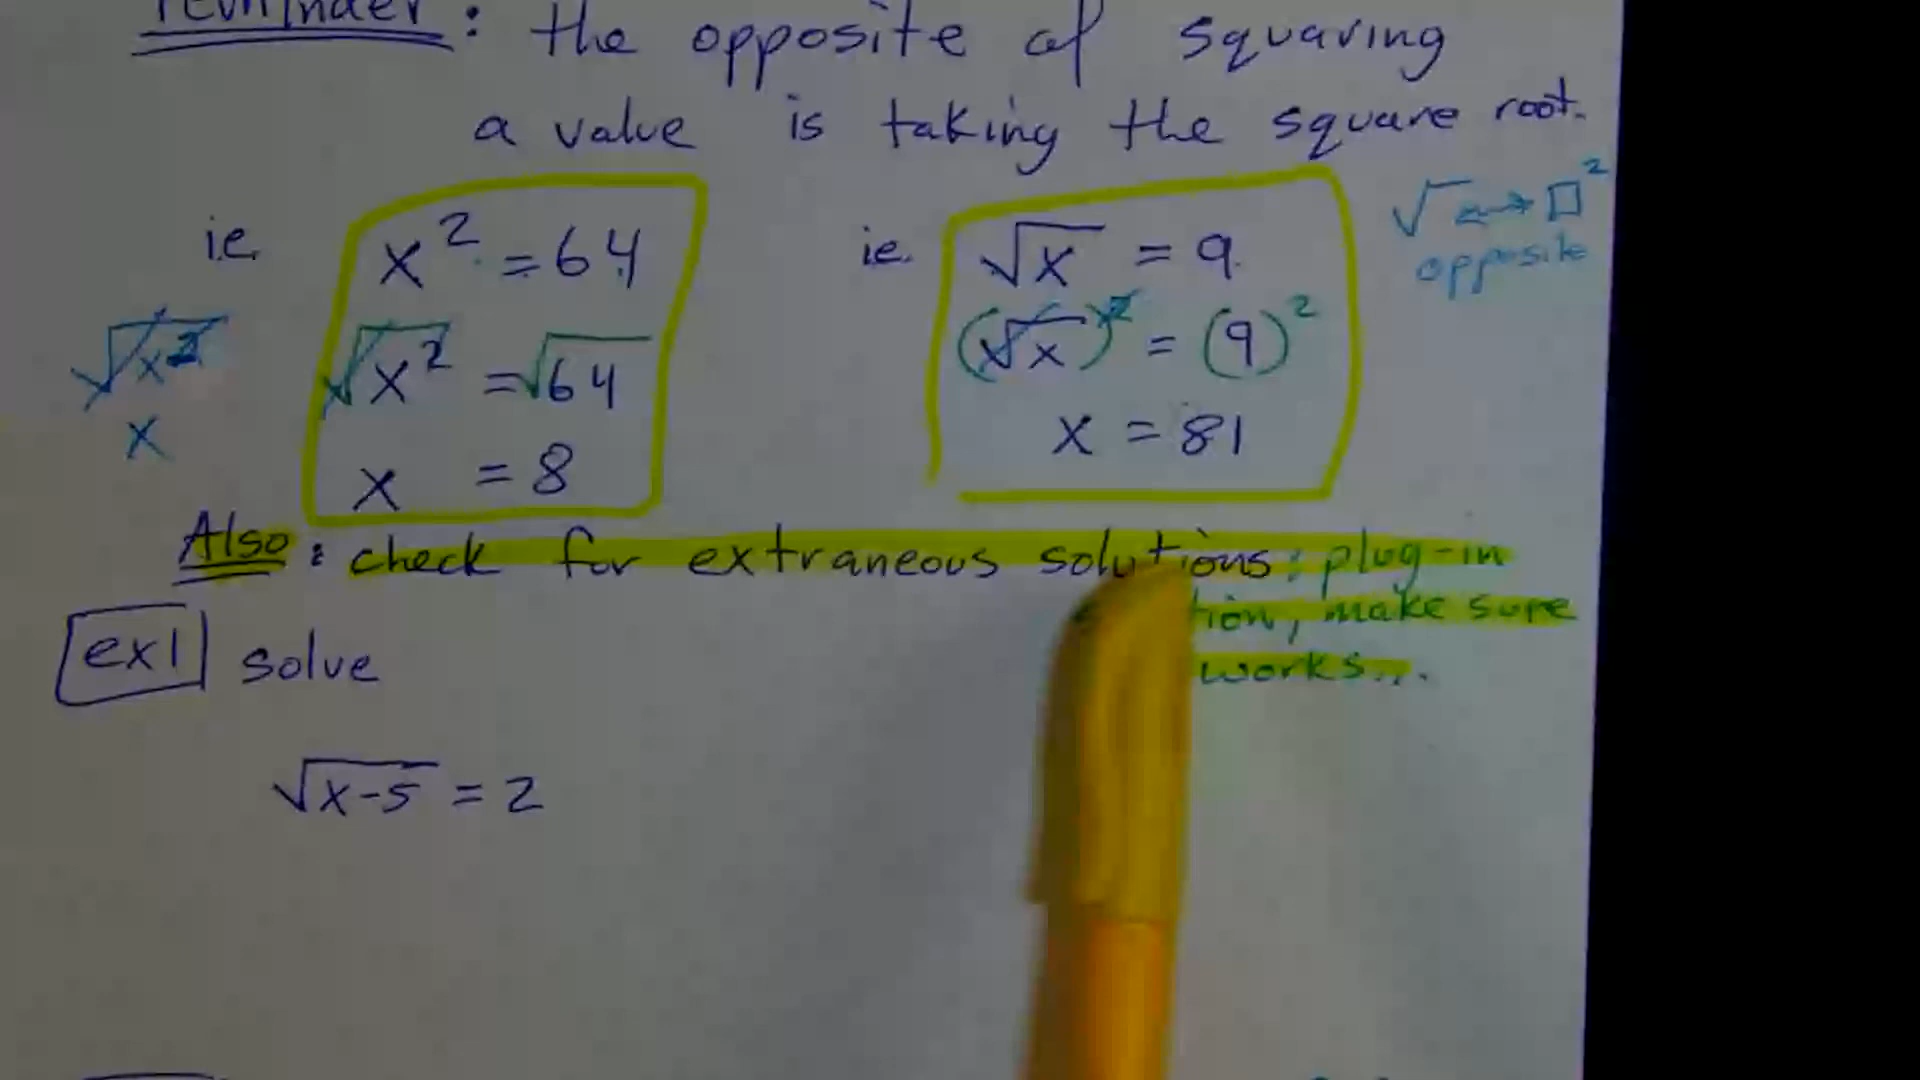 reminder: the opposite of squaring
a value is taking the square root.
√ ↔ □²
opposite
i.e. x² = 64
√x² = √64
x = 8
√x²
x
ie. √x = 9
(√x)² = (9)²
x = 81
Also: check for extraneous solutions: plug-in
make sure
works...
ex1 solve
√x-5 = 2